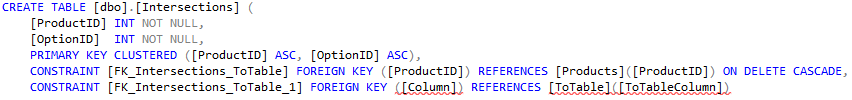 CREATE TABLE [dbo].[Intersections] (
    [ProductID] INT NOT NULL,
    [OptionID]  INT NOT NULL,
    PRIMARY KEY CLUSTERED ([ProductID] ASC, [OptionID] ASC),
    CONSTRAINT [FK_Intersections_ToTable] FOREIGN KEY ([ProductID]) REFERENCES [Products]([ProductID]) ON DELETE CASCADE,
    CONSTRAINT [FK_Intersections_ToTable_1] FOREIGN KEY ([Column]) REFERENCES [ToTable]([ToTableColumn])